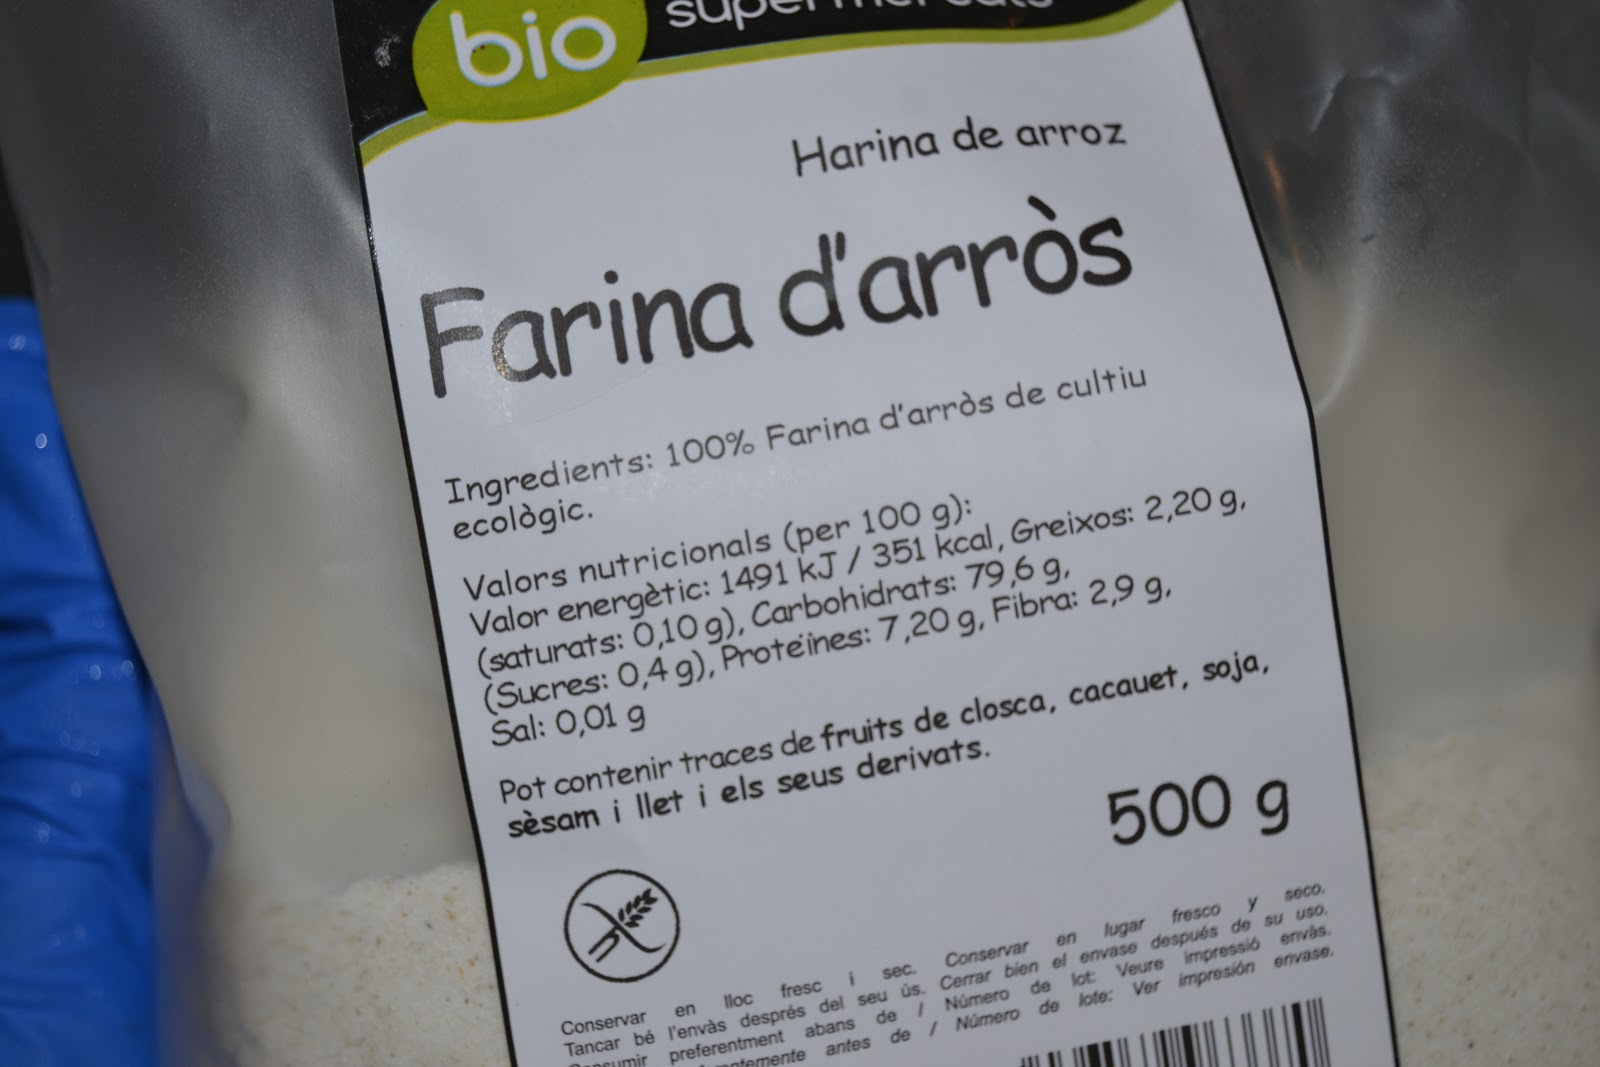 bio supermercats
Harina de arroz
Farina d'arròs
Ingredients: 100% Farina d'arròs de cultiu
ecològic.
Valors nutricionals (per 100 g):
Valor energètic: 1491 kJ / 351 kcal, Greixos: 2,20 g,
(saturats: 0,10 g), Carbohidrats: 79,6 g,
(Sucres: 0,4 g), Proteïnes: 7,20 g, Fibra: 2,9 g,
Sal: 0,01 g
Pot contenir traces de fruits de closca, cacauet, soja,
sèsam i llet i els seus derivats.
500 g
Conservar en lloc fresc i sec. Conservar en lugar fresco y seco.
Tancar bé l'envàs després del seu ús. Cerrar bien el envase después de su uso.
preferentment abans de / Número de lot: Veure impressió envàs.
antes de / Número de lote: Ver impresión envase.